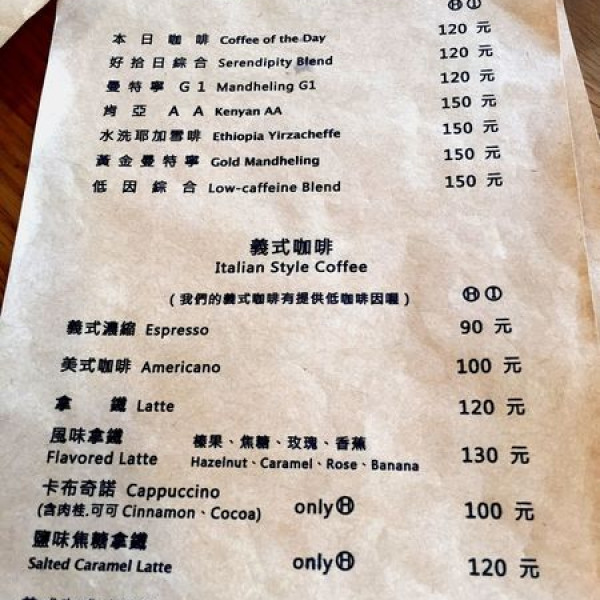 Ⓗ Ⓘ
本日咖啡 Coffee of the Day 120 元
好拾日綜合 Serendipity Blend 120 元
曼特寧 G1 Mandheling G1 120 元
肯亞 AA Kenyan AA 150 元
水洗耶加雪啡 Ethiopia Yirzacheffe 150 元
黃金曼特寧 Gold Mandheling 150 元
低因綜合 Low-caffeine Blend 150 元
義式咖啡
Italian Style Coffee
(我們的義式咖啡有提供低咖啡因喔) Ⓗ Ⓘ
義式濃縮 Espresso 90 元
美式咖啡 Americano 100 元
拿鐵 Latte 120 元
風味拿鐵 榛果、焦糖、玫瑰、香蕉
Flavored Latte Hazelnut、Caramel、Rose、Banana 130 元
卡布奇諾 Cappuccino
(含肉桂.可可 Cinnamon、Cocoa) only Ⓗ 100 元
鹽味焦糖拿鐵
Salted Caramel Latte only Ⓗ 120 元